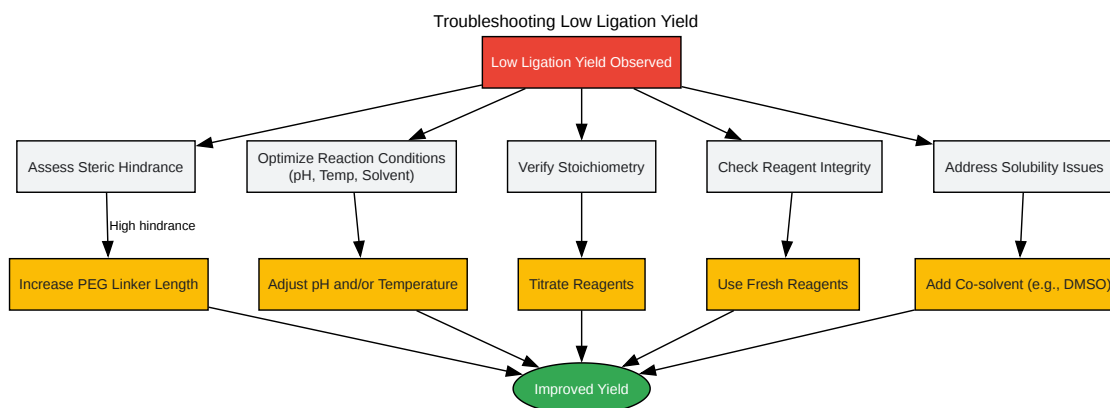 Troubleshooting Low Ligation Yield
Low Ligation Yield Observed
Assess Steric Hindrance
Optimize Reaction Conditions
(pH, Temp, Solvent)
Verify Stoichiometry
Check Reagent Integrity
Address Solubility Issues
High hindrance
Increase PEG Linker Length
Adjust pH and/or Temperature
Titrate Reagents
Use Fresh Reagents
Add Co-solvent (e.g., DMSO)
Improved Yield